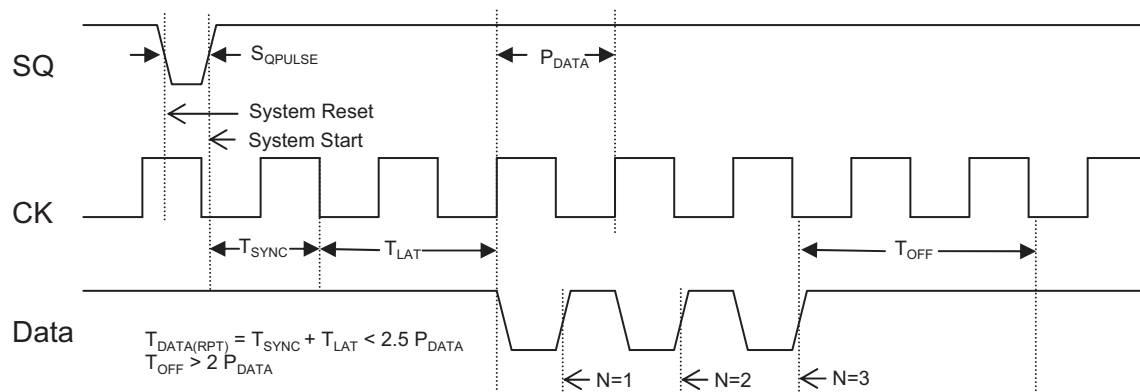 SQ
S_QPULSE
P_DATA
System Reset
System Start
CK
T_SYNC
T_LAT
T_OFF
Data
T_DATA(RPT) = T_SYNC + T_LAT < 2.5 P_DATA
T_OFF > 2 P_DATA
N=1
N=2
N=3